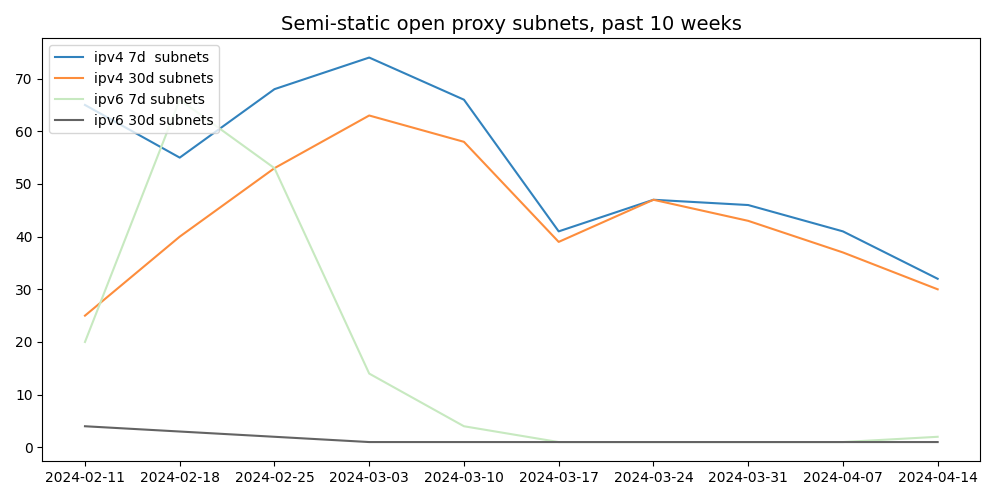 Semi-static open proxy subnets, past 10 weeks
ipv4 7d  subnets
ipv4 30d subnets
ipv6 7d subnets
ipv6 30d subnets
70
60
50
40
30
20
10
0
2024-02-11 2024-02-18 2024-02-25 2024-03-03 2024-03-10 2024-03-17 2024-03-24 2024-03-31 2024-04-07 2024-04-14